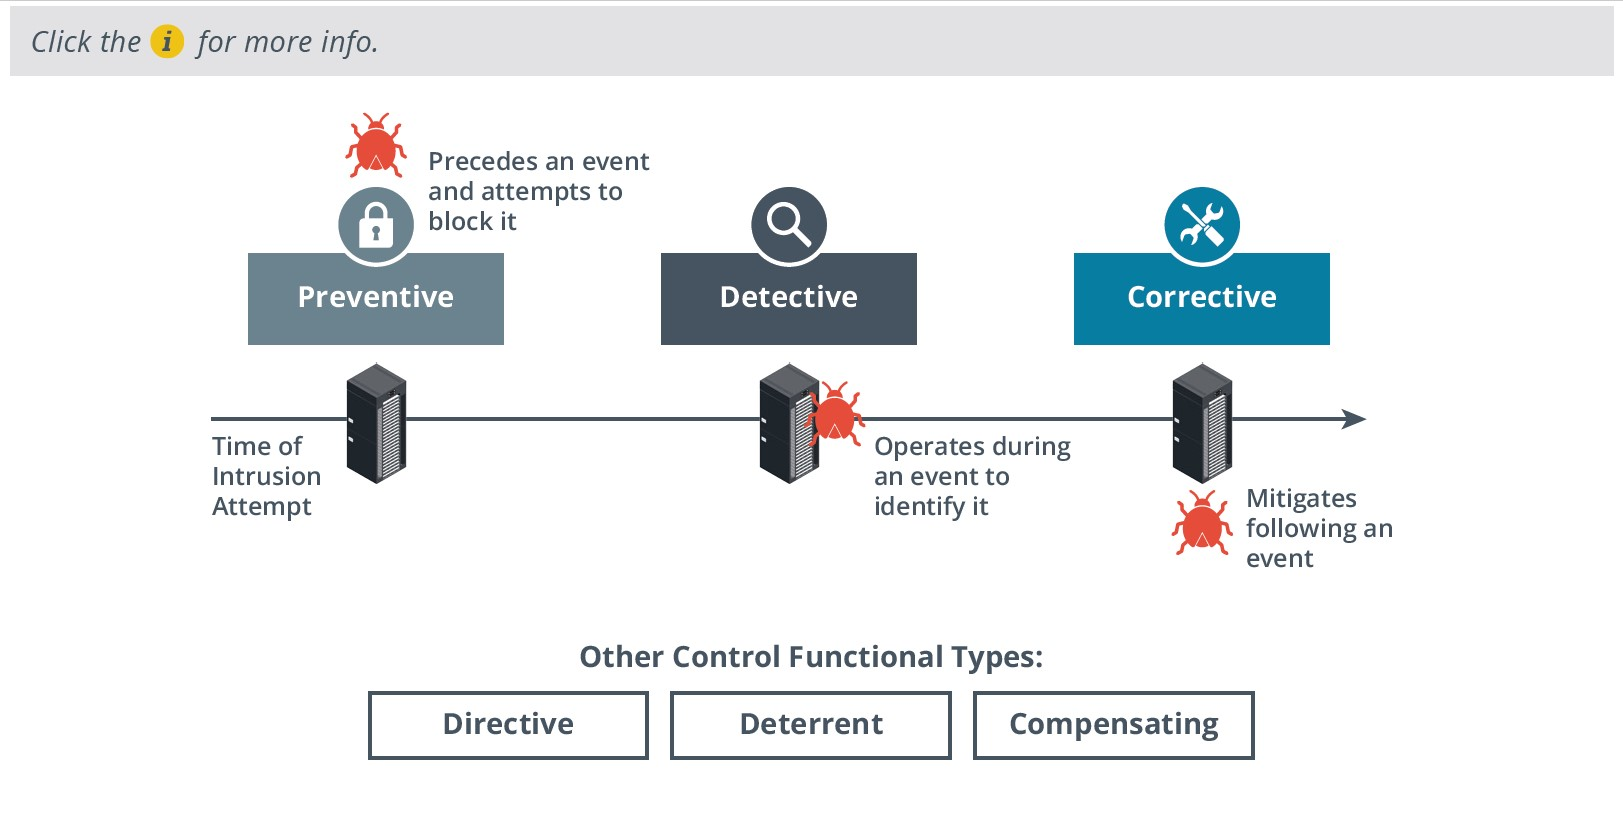 Click the i for more info.
Precedes an event
and attempts to
block it
Preventive
Detective
Corrective
Time of
Intrusion
Attempt
Operates during
an event to
identify it
Mitigates
following an
event
Other Control Functional Types:
Directive
Deterrent
Compensating